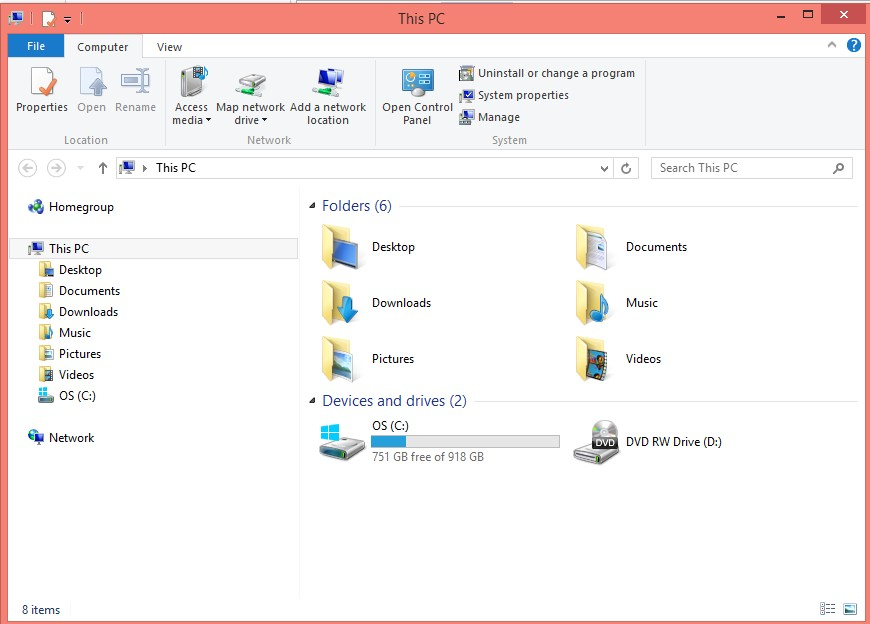 This PC
File
Computer
View
Properties
Open
Rename
Access media
Map network drive
Add a network location
Open Control Panel
Uninstall or change a program
System properties
Manage
Location
Network
System
This PC
Search This PC
Homegroup
This PC
Desktop
Documents
Downloads
Music
Pictures
Videos
OS (C:)
Network
Folders (6)
Desktop
Documents
Downloads
Music
Pictures
Videos
Devices and drives (2)
OS (C:)
751 GB free of 918 GB
DVD
DVD RW Drive (D:)
8 items